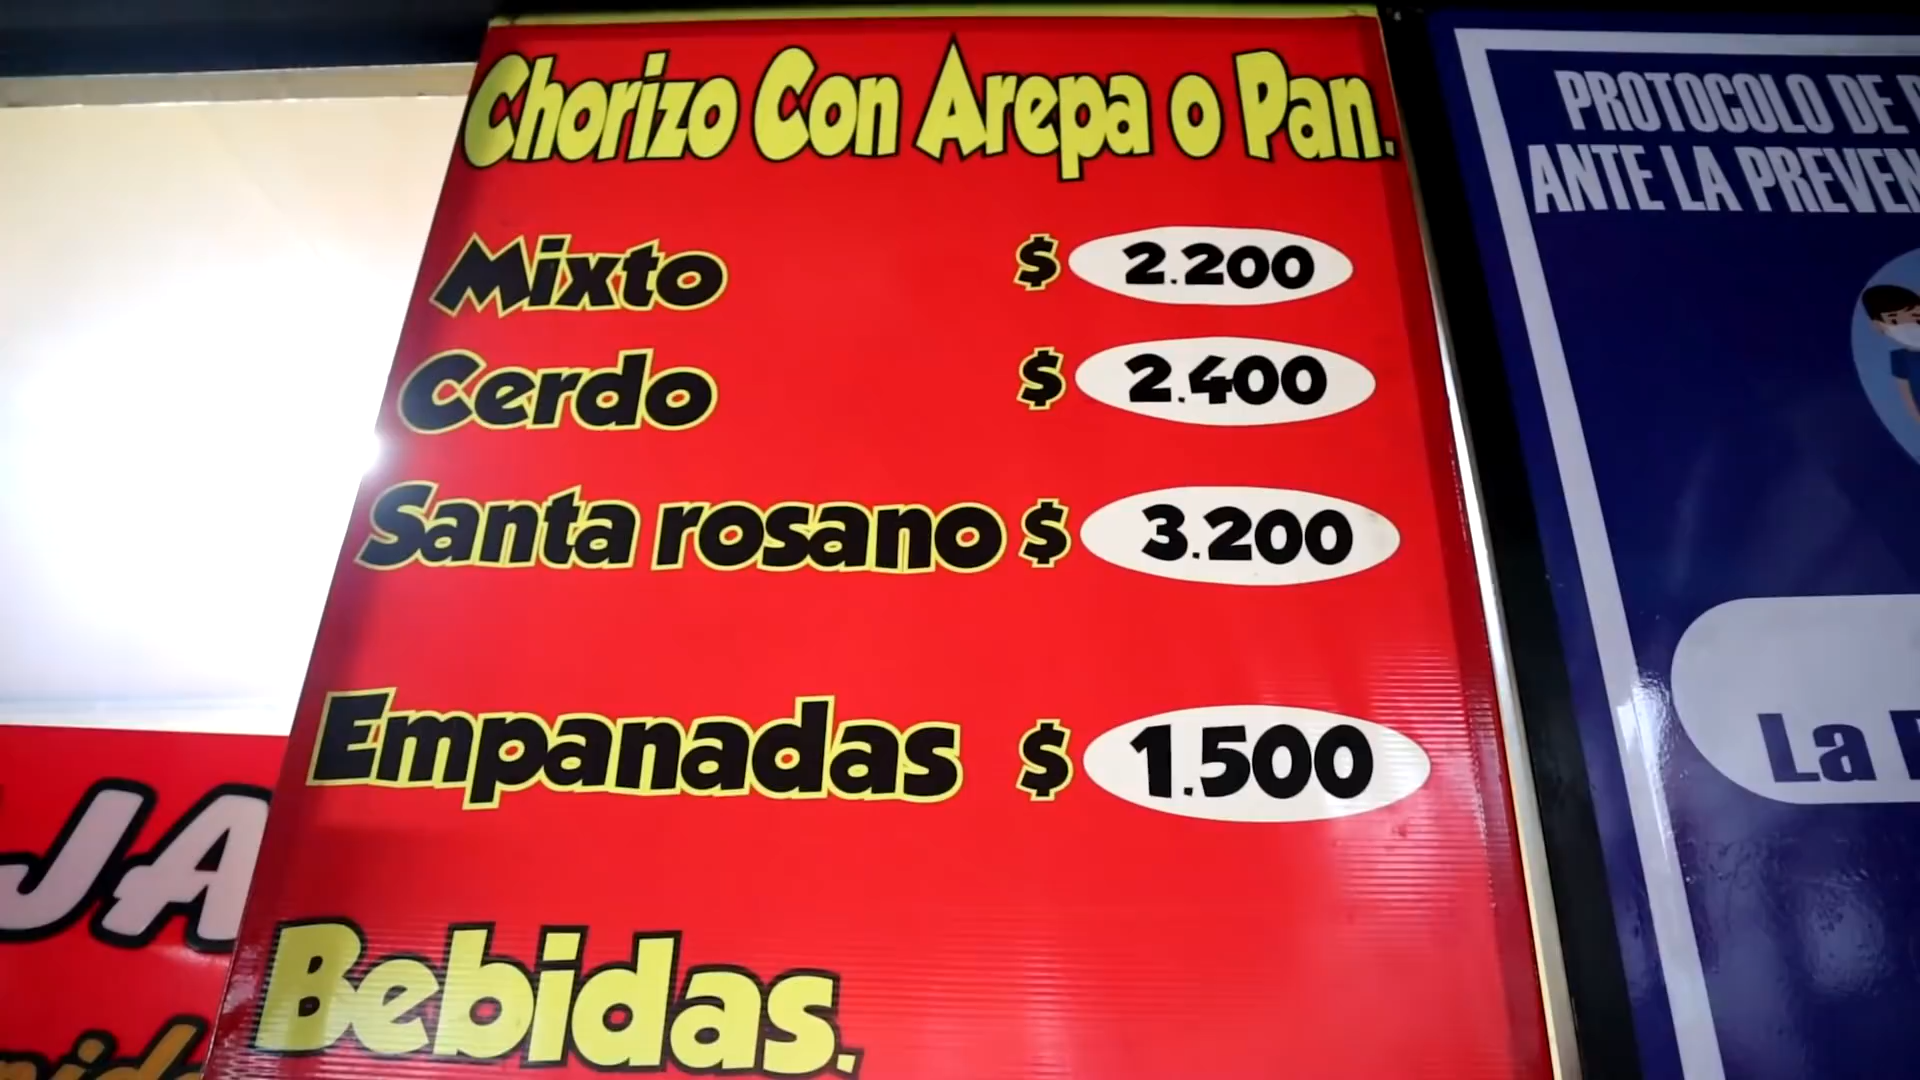 Chorizo Con Arepa o Pan.
Mixto $ 2.200
Cerdo $ 2.400
Santa rosano $ 3.200
Empanadas $ 1.500
Bebidas.
PROTOCOLO DE
ANTE LA
La
JA